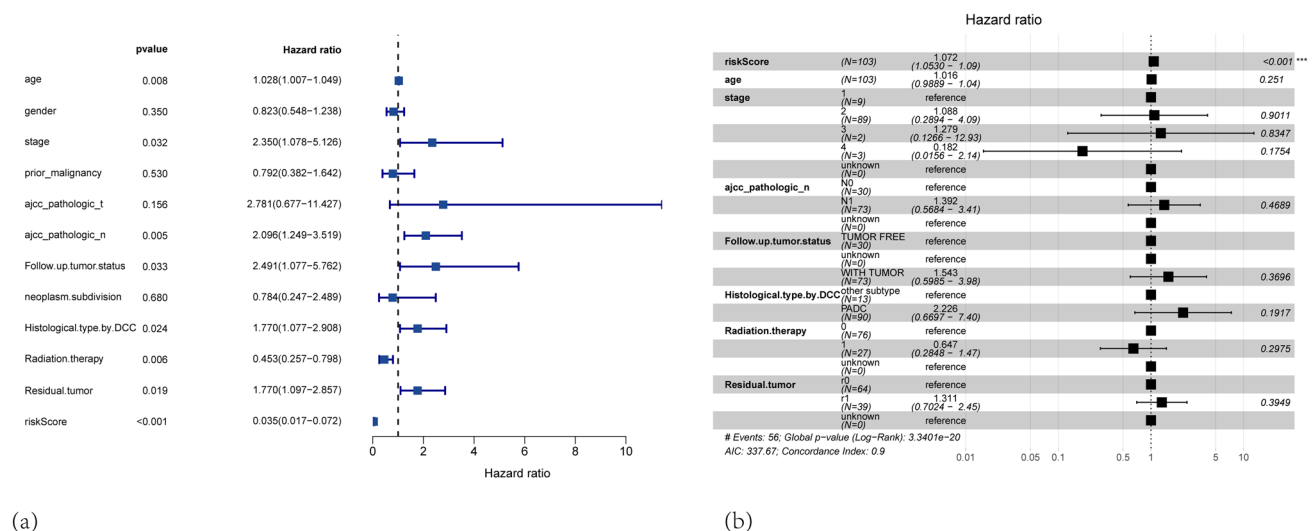 pvalue Hazard ratio
age 0.008 1.028(1.007−1.049)
gender 0.350 0.823(0.548−1.238)
stage 0.032 2.350(1.078−5.126)
prior_malignancy 0.530 0.792(0.382−1.642)
ajcc_pathologic_t 0.156 2.781(0.677−11.427)
ajcc_pathologic_n 0.005 2.096(1.249−3.519)
Follow.up.tumor.status 0.033 2.491(1.077−5.762)
neoplasm.subdivision 0.680 0.784(0.247−2.489)
Histological.type.by.DCC 0.024 1.770(1.077−2.908)
Radiation.therapy 0.006 0.453(0.257−0.798)
Residual.tumor 0.019 1.770(1.097−2.857)
riskScore <0.001 0.035(0.017−0.072)
0 2 4 6 8 10
Hazard ratio
(a)
Hazard ratio
riskScore (N=103) 1.072
(1.0530 − 1.09) <0.001 ***
age (N=103) 1.016
(0.9889 − 1.04) 0.251
stage 1
(N=9) reference
2
(N=89) 1.088
(0.2894 − 4.09) 0.9011
3
(N=2) 1.279
(0.1266 − 12.93) 0.8347
4
(N=3) 0.182
(0.0156 − 2.14) 0.1754
unknown
(N=0) reference
ajcc_pathologic_n N0
(N=30) reference
N1
(N=73) 1.392
(0.5684 − 3.41) 0.4689
unknown
(N=0) reference
Follow.up.tumor.status TUMOR FREE
(N=30) reference
unknown
(N=0) reference
WITH TUMOR
(N=73) 1.543
(0.5985 − 3.98) 0.3696
Histological.type.by.DCC other subtype
(N=13) reference
PADC
(N=90) 2.226
(0.6697 − 7.40) 0.1917
Radiation.therapy 0
(N=76) reference
1
(N=27) 0.647
(0.2848 − 1.47) 0.2975
unknown
(N=0) reference
Residual.tumor r0
(N=64) reference
r1
(N=39) 1.311
(0.7024 − 2.45) 0.3949
unknown
(N=0) reference
# Events: 56; Global p−value (Log−Rank): 3.3401e−20
AIC: 337.67; Concordance Index: 0.9
0.01 0.05 0.1 0.5 1 5 10
(b)